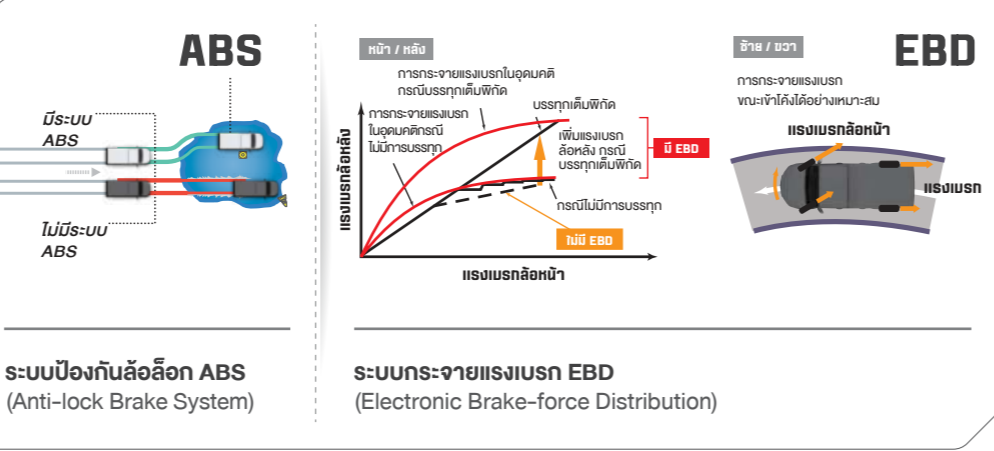 ABS
มีระบบ
ABS
ไม่มีระบบ
ABS
ระบบป้องกันล้อล็อก ABS
(Anti-lock Brake System)
หน้า / หลัง
การกระจายแรงเบรกในอุดมคติ
กรณีบรรทุกเต็มพิกัด
การกระจายแรงเบรก
ในอุดมคติกรณี
ไม่มีการบรรทุก
บรรทุกเต็มพิกัด
เพิ่มแรงเบรก
ล้อหลัง กรณี
บรรทุกเต็มพิกัด
มี EBD
กรณีไม่มีการบรรทุก
ไม่มี EBD
แรงเบรกล้อหลัง
แรงเบรกล้อหน้า
ซ้าย / ขวา
EBD
การกระจายแรงเบรก
ขณะเข้าโค้งได้อย่างเหมาะสม
แรงเบรกล้อหน้า
แรงเบรก
ระบบกระจายแรงเบรก EBD
(Electronic Brake-force Distribution)